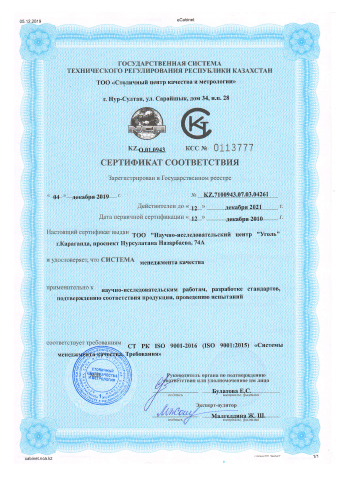 05.12.2019
eCabinet
ГОСУДАРСТВЕННАЯ СИСТЕМА
ТЕХНИЧЕСКОГО РЕГУЛИРОВАНИЯ РЕСПУБЛИКИ КАЗАХСТАН
ТОО «Столичный центр качества и метрологии»
г. Нур-Султан, ул. Сарайшык, дом 34, в.п. 28
KZ.O.01.0943
КСС № 0113777
СЕРТИФИКАТ СООТВЕТСТВИЯ
Зарегистрирован в Государственном реестре
« 04 » декабря 2019 г.
№ KZ.7100943.07.03.04261
Действителен до « 12 » декабря 2021 г.
Дата первичной сертификации « 12 » декабря 2010 г.
Настоящий сертификат выдан ТОО "Научно-исследовательский центр "Уголь"
г.Караганда, проспект Нурсултана Назарбаева, 74А
и удостоверяет, что СИСТЕМА менеджмента качества
применительно к научно-исследовательским работам, разработке стандартов,
подтверждению соответствия продукции, проведению испытаний
соответствует требованиям СТ РК ISO 9001-2016 (ISO 9001:2015) «Системы
менеджмента качества. Требования»
Руководитель органа по подтверждению
соответствия или уполномоченное им лицо
Булатова Е.С.
Эксперт-аудитор
Малгелдина Ж. Ш.
1/1